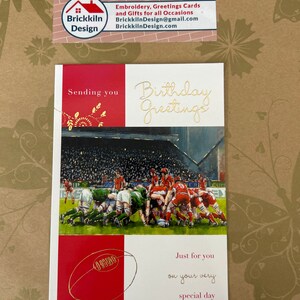 Brickkiln
Design
Embroidery, Greetings Cards
and Gifts for all Occasions
BrickkilnDesign@gmail.com
BrickkilnDesign.com
Sending you
Birthday
Greetings
Just for you
on your very
special day